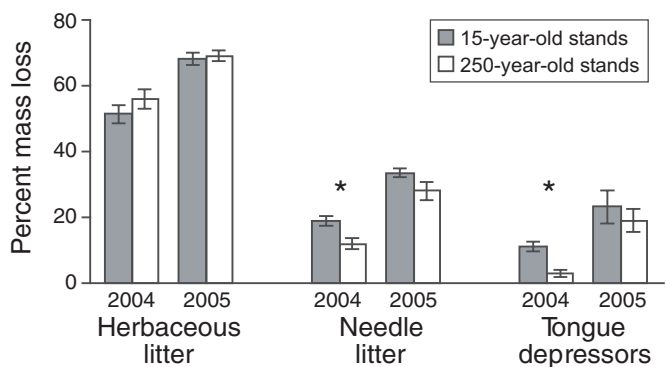 80
60
40
20
0
Percent mass loss
15-year-old stands
250-year-old stands
*
*
2004 2005 2004 2005 2004 2005
Herbaceous litter
Needle litter
Tongue depressors